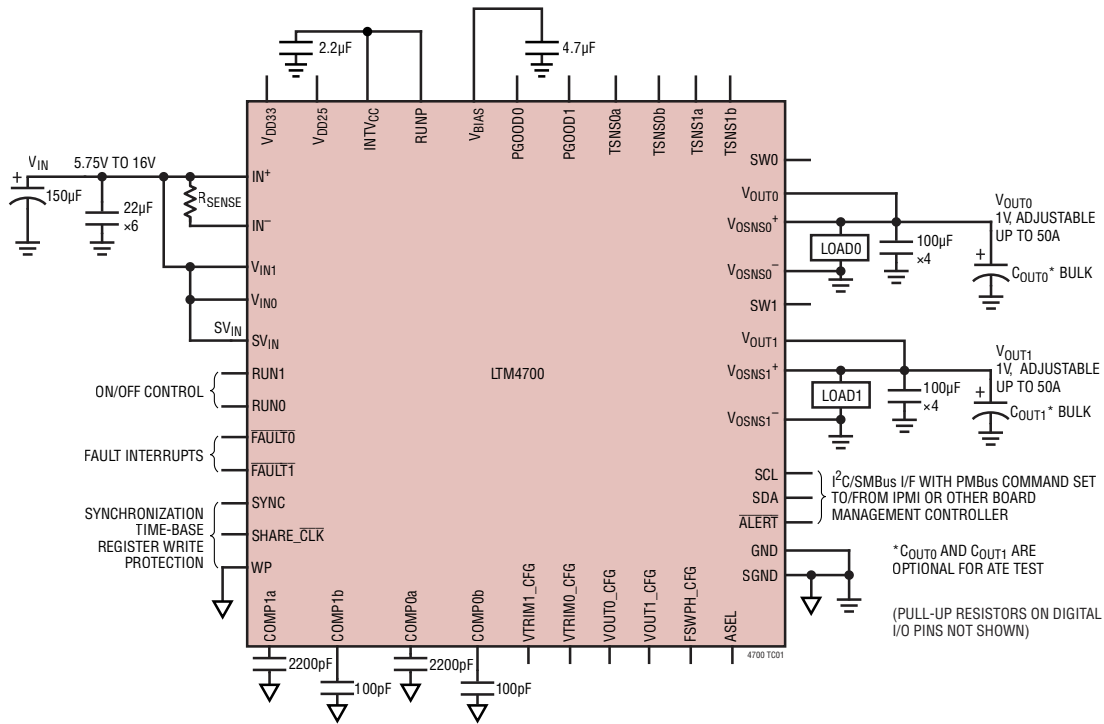 2.2µF
4.7µF
VDD33
VDD25
INTVCC
RUNP
VBIAS
PGOOD0
PGOOD1
TSNS0a
TSNS0b
TSNS1a
TSNS1b
VIN
5.75V TO 16V
+
150µF
22µF
×6
RSENSE
IN+
IN–
VIN1
VIN0
SVIN
SVIN
ON/OFF CONTROL
RUN1
RUN0
FAULT INTERRUPTS
FAULT0
FAULT1
SYNCHRONIZATION
TIME-BASE
REGISTER WRITE
PROTECTION
SYNC
SHARE_CLK
WP
LTM4700
SW0
VOUT0
VOSNS0+
VOSNS0–
LOAD0
100µF
×4
VOUT0
1V, ADJUSTABLE
UP TO 50A
+
COUT0* BULK
SW1
VOUT1
VOSNS1+
VOSNS1–
LOAD1
100µF
×4
VOUT1
1V, ADJUSTABLE
UP TO 50A
+
COUT1* BULK
SCL
SDA
ALERT
I2C/SMBus I/F WITH PMBus COMMAND SET
TO/FROM IPMI OR OTHER BOARD
MANAGEMENT CONTROLLER
GND
SGND
*COUT0 AND COUT1 ARE
OPTIONAL FOR ATE TEST
(PULL-UP RESISTORS ON DIGITAL
I/O PINS NOT SHOWN)
COMP1a
COMP1b
COMP0a
COMP0b
VTRIM1_CFG
VTRIM0_CFG
VOUT0_CFG
VOUT1_CFG
FSWPH_CFG
ASEL
4700 TC01
2200pF
100pF
2200pF
100pF